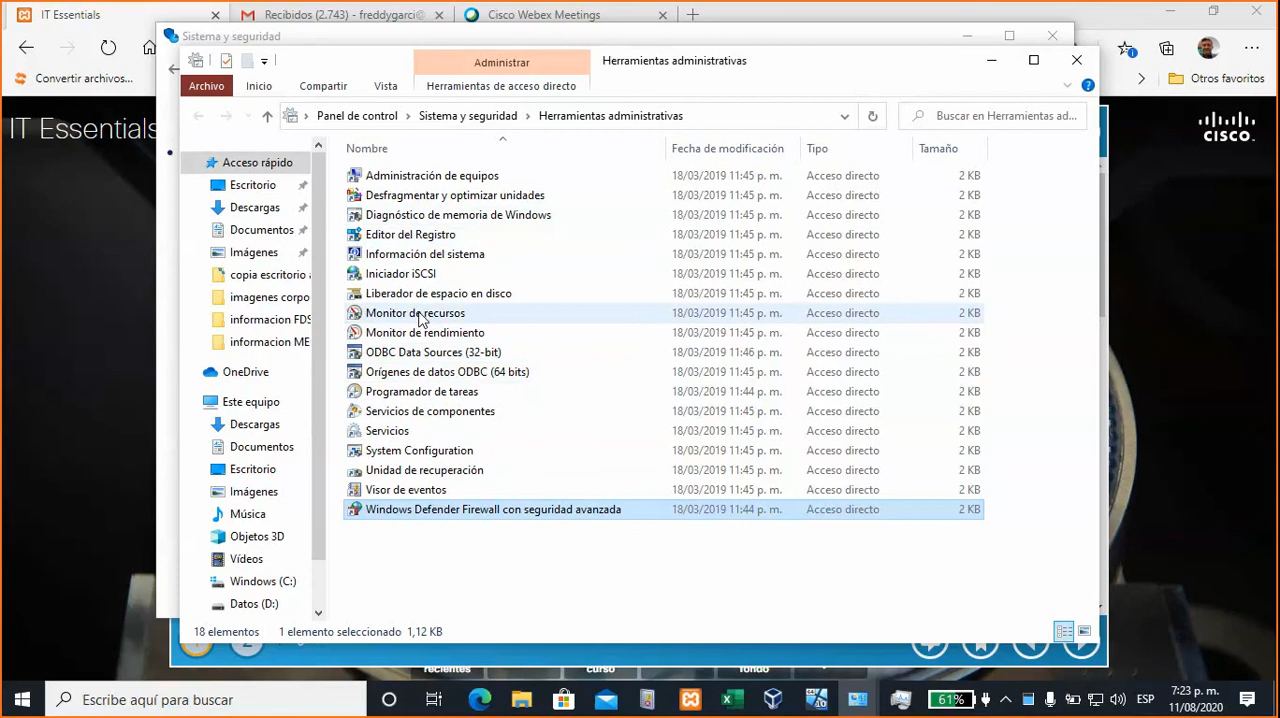 IT Essentials
Recibidos (2.743) - freddygarci@
Cisco Webex Meetings
Convertir archivos...
Otros favoritos
Sistema y seguridad
Administrar
Herramientas administrativas
Archivo
Inicio
Compartir
Vista
Herramientas de acceso directo
Panel de control
Sistema y seguridad
Herramientas administrativas
Buscar en Herramientas ad...
IT Essentials
CISCO
Nombre
Fecha de modificación
Tipo
Tamaño
Acceso rápido
Escritorio
Descargas
Documentos
Imágenes
copia escritorio
imagenes corpo
informacion FDS
informacion ME
OneDrive
Este equipo
Descargas
Documentos
Escritorio
Imágenes
Música
Objetos 3D
Vídeos
Windows (C:)
Datos (D:)
Administración de equipos 18/03/2019 11:45 p. m. Acceso directo 2 KB
Desfragmentar y optimizar unidades 18/03/2019 11:45 p. m. Acceso directo 2 KB
Diagnóstico de memoria de Windows 18/03/2019 11:45 p. m. Acceso directo 2 KB
Editor del Registro 18/03/2019 11:45 p. m. Acceso directo 2 KB
Información del sistema 18/03/2019 11:45 p. m. Acceso directo 2 KB
Iniciador iSCSI 18/03/2019 11:45 p. m. Acceso directo 2 KB
Liberador de espacio en disco 18/03/2019 11:45 p. m. Acceso directo 2 KB
Monitor de recursos 18/03/2019 11:45 p. m. Acceso directo 2 KB
Monitor de rendimiento 18/03/2019 11:45 p. m. Acceso directo 2 KB
ODBC Data Sources (32-bit) 18/03/2019 11:46 p. m. Acceso directo 2 KB
Orígenes de datos ODBC (64 bits) 18/03/2019 11:45 p. m. Acceso directo 2 KB
Programador de tareas 18/03/2019 11:44 p. m. Acceso directo 2 KB
Servicios de componentes 18/03/2019 11:45 p. m. Acceso directo 2 KB
Servicios 18/03/2019 11:45 p. m. Acceso directo 2 KB
System Configuration 18/03/2019 11:45 p. m. Acceso directo 2 KB
Unidad de recuperación 18/03/2019 11:45 p. m. Acceso directo 2 KB
Visor de eventos 18/03/2019 11:45 p. m. Acceso directo 2 KB
Windows Defender Firewall con seguridad avanzada 18/03/2019 11:44 p. m. Acceso directo 2 KB
18 elementos
1 elemento seleccionado 1,12 KB
recientes
curso
fondo
Escribe aquí para buscar
61%
ESP
7:23 p. m.
11/08/2020